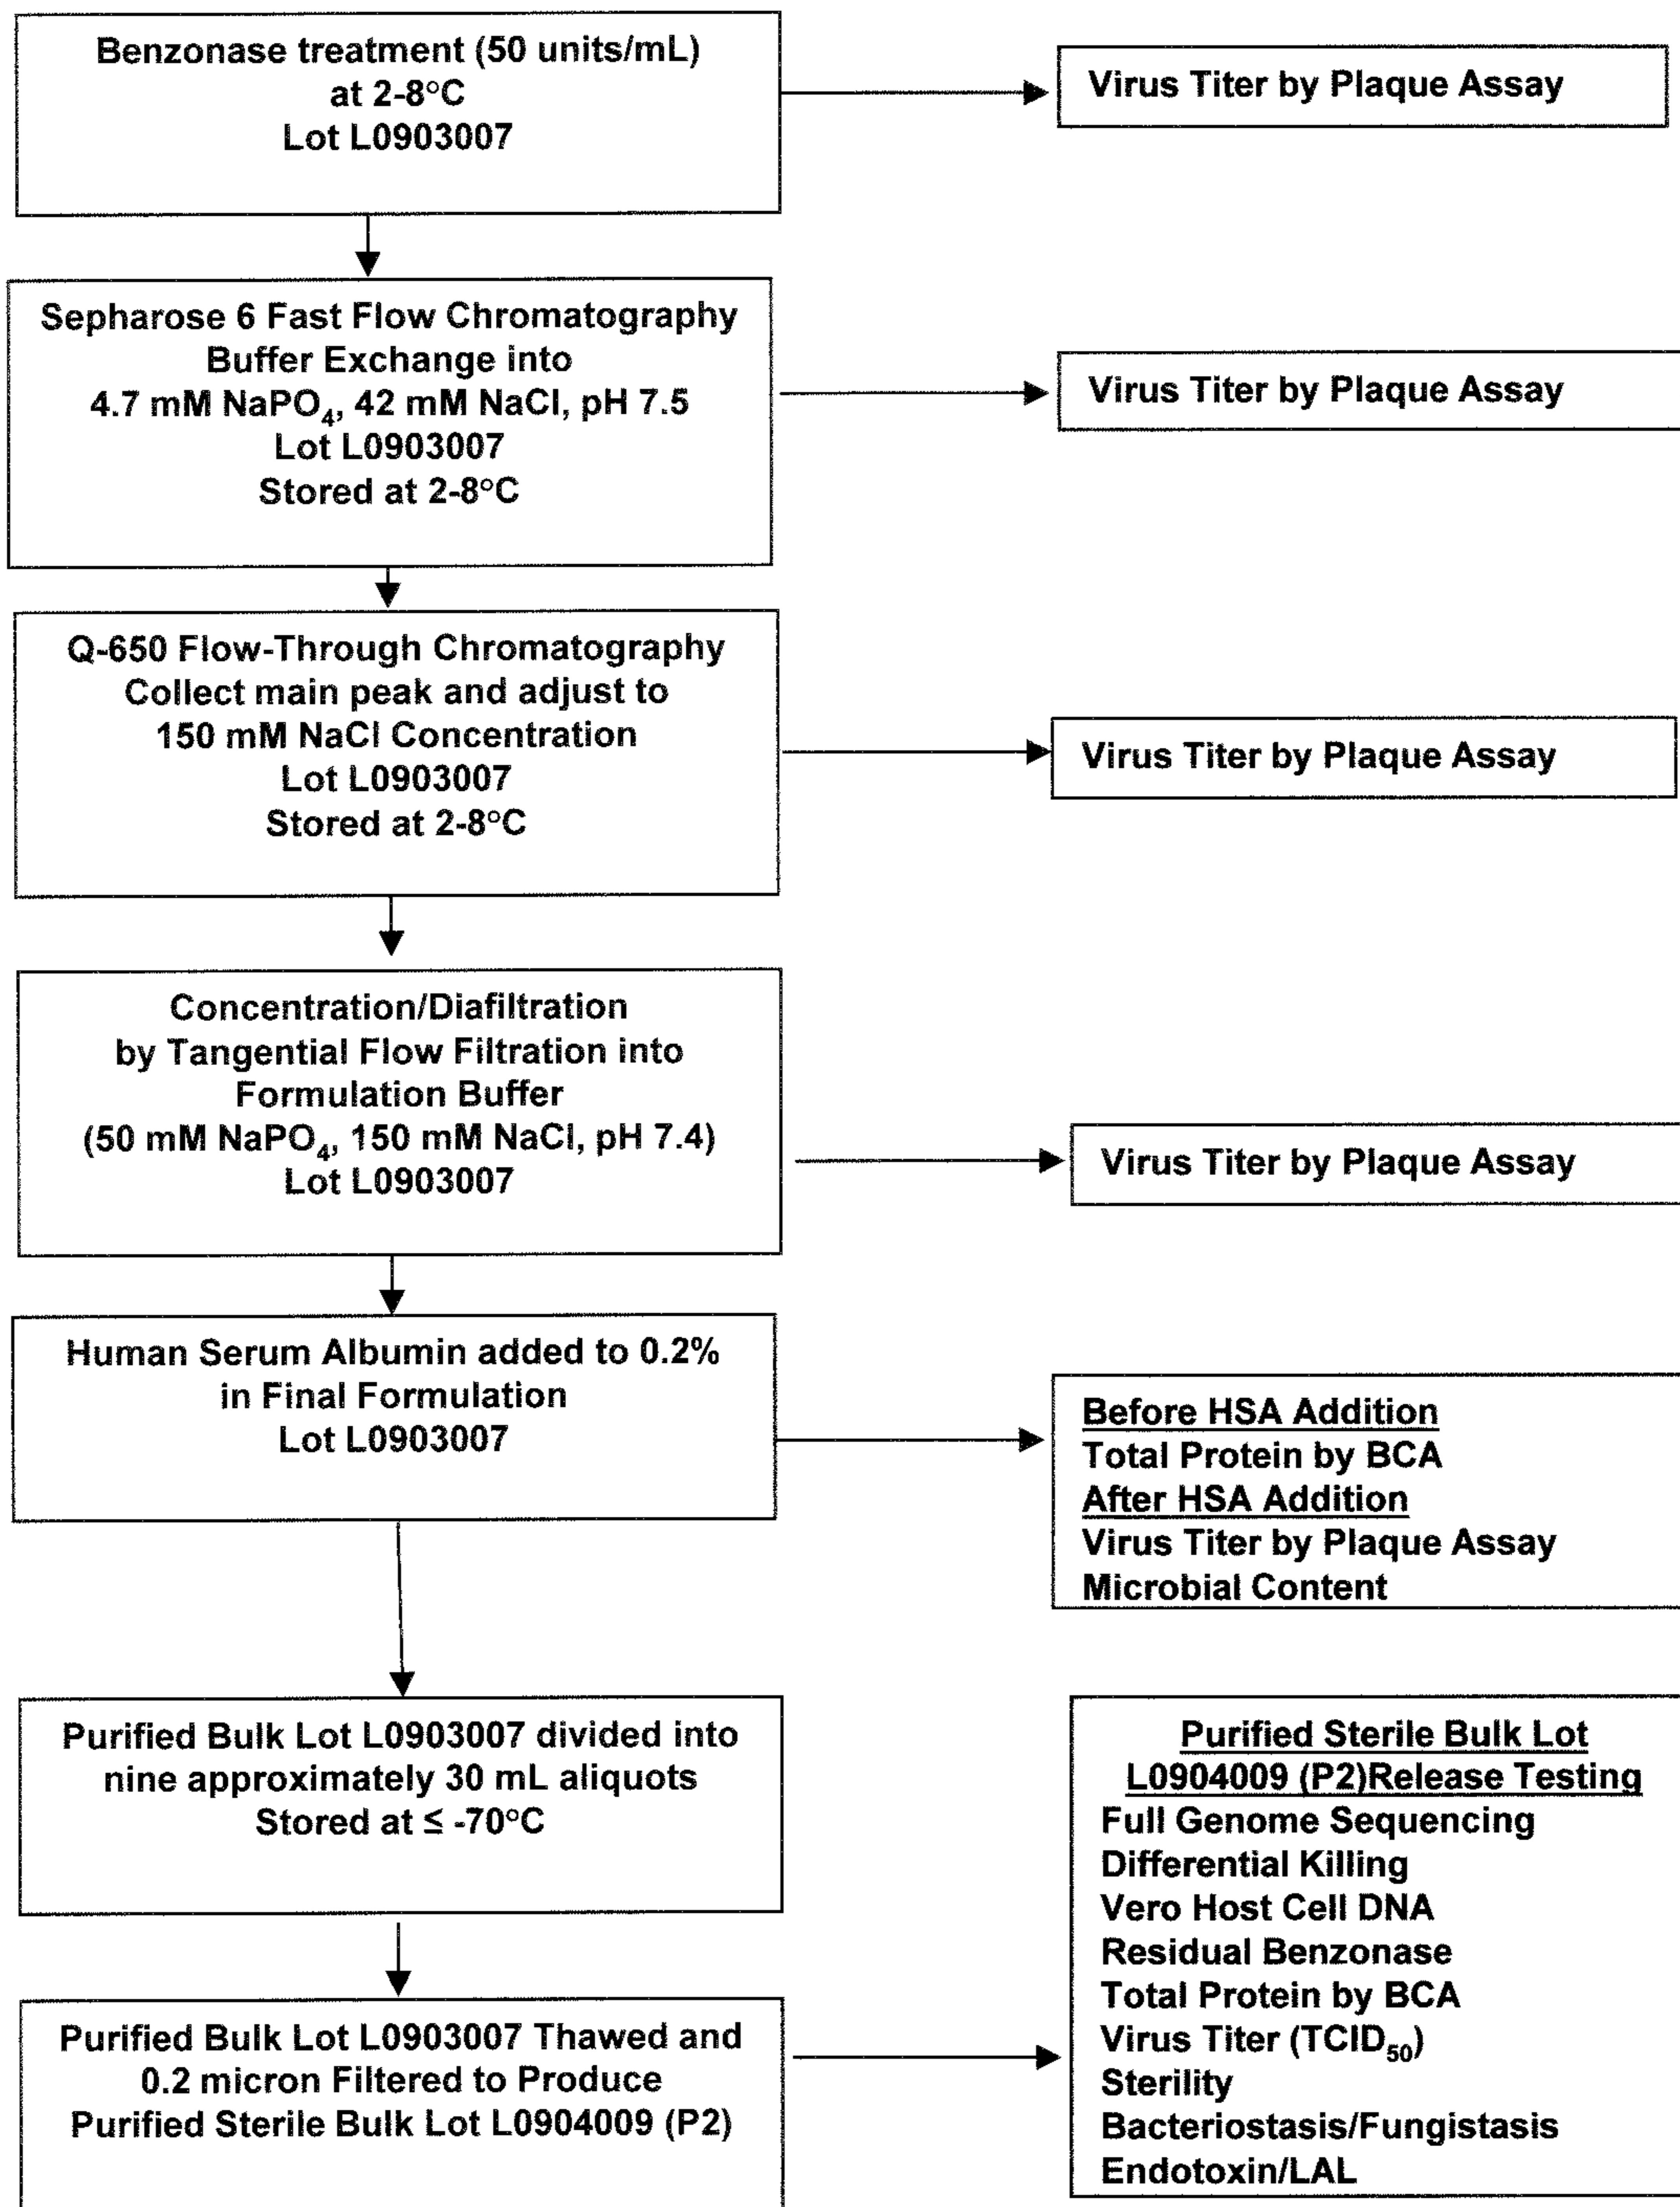 Benzonase treatment (50 units/mL)
at 2-8°C
Lot L0903007
Virus Titer by Plaque Assay
Sepharose 6 Fast Flow Chromatography
Buffer Exchange into
4.7 mM NaPO₄, 42 mM NaCl, pH 7.5
Lot L0903007
Stored at 2-8°C
Virus Titer by Plaque Assay
Q-650 Flow-Through Chromatography
Collect main peak and adjust to
150 mM NaCl Concentration
Lot L0903007
Stored at 2-8°C
Virus Titer by Plaque Assay
Concentration/Diafiltration
by Tangential Flow Filtration into
Formulation Buffer
(50 mM NaPO₄, 150 mM NaCl, pH 7.4)
Lot L0903007
Virus Titer by Plaque Assay
Human Serum Albumin added to 0.2%
in Final Formulation
Lot L0903007
Before HSA Addition
Total Protein by BCA
After HSA Addition
Virus Titer by Plaque Assay
Microbial Content
Purified Bulk Lot L0903007 divided into
nine approximately 30 mL aliquots
Stored at ≤ -70°C
Purified Bulk Lot L0903007 Thawed and
0.2 micron Filtered to Produce
Purified Sterile Bulk Lot L0904009 (P2)
Purified Sterile Bulk Lot
L0904009 (P2)Release Testing
Full Genome Sequencing
Differential Killing
Vero Host Cell DNA
Residual Benzonase
Total Protein by BCA
Virus Titer (TCID₅₀)
Sterility
Bacteriostasis/Fungistasis
Endotoxin/LAL